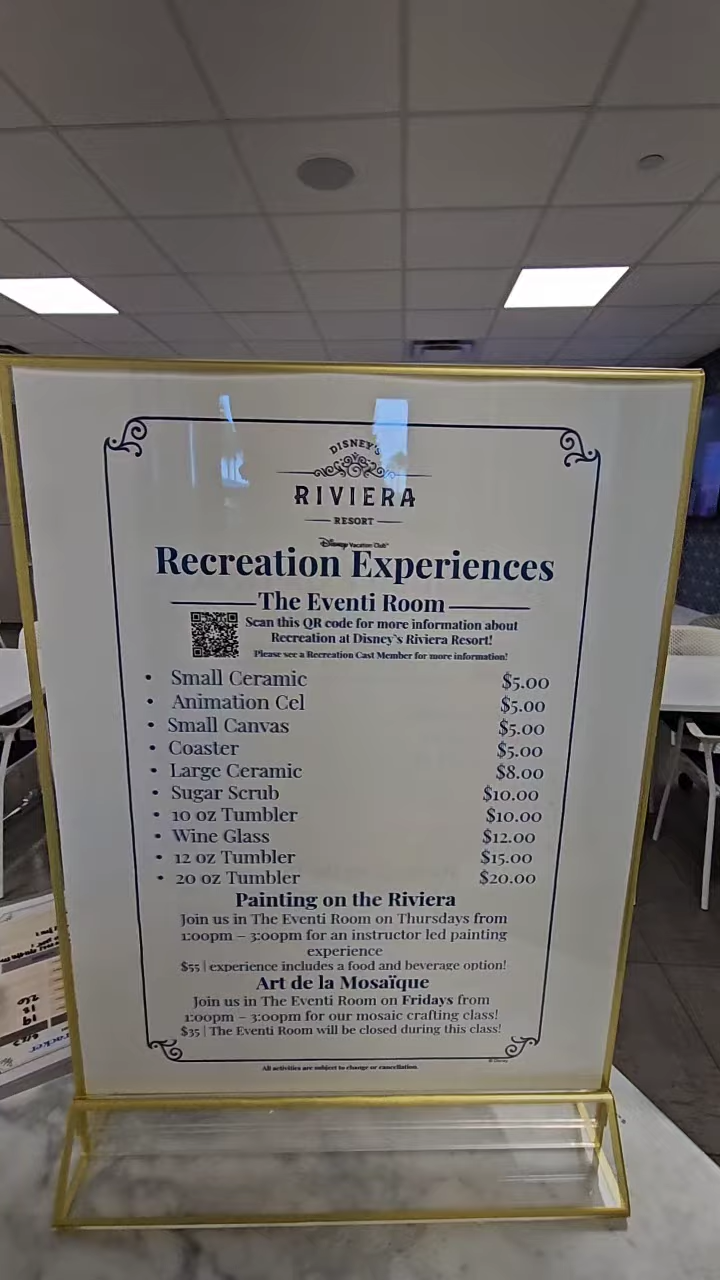 DISNEY'S
RIVIERA
RESORT
Disney Vacation Club
Recreation Experiences
The Eventi Room
Scan this QR code for more information about
Recreation at Disney's Riviera Resort!
Please see a Recreation Cast Member for more information!
• Small Ceramic $5.00
• Animation Cel $5.00
• Small Canvas $5.00
• Coaster $5.00
• Large Ceramic $8.00
• Sugar Scrub $10.00
• 10 oz Tumbler $10.00
• Wine Glass $12.00
• 12 oz Tumbler $15.00
• 20 oz Tumbler $20.00
Painting on the Riviera
Join us in The Eventi Room on Thursdays from
1:00pm – 3:00pm for an instructor led painting
experience
$55 | experience includes a food and beverage option!
Art de la Mosaïque
Join us in The Eventi Room on Fridays from
1:00pm – 3:00pm for our mosaic crafting class!
$35 | The Eventi Room will be closed during this class!
© Disney
All activities are subject to change or cancellation.